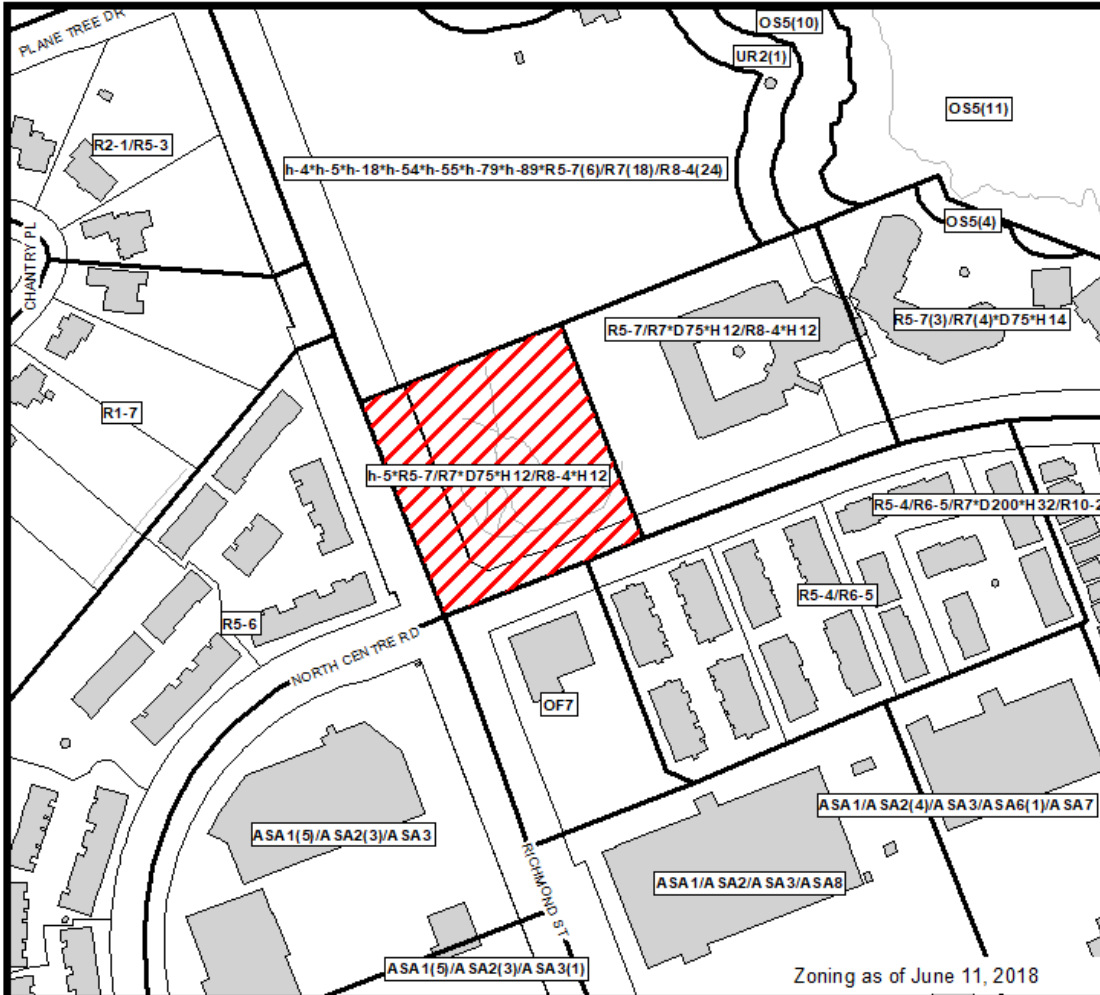 PLANE TREE DR
OS5(10)
UR2(1)
OS5(11)
R2-1/R5-3
h-4*h-5*h-18*h-54*h-55*h-79*h-89*R5-7(6)/R7(18)/R8-4(24)
OS5(4)
CHANTRY PL
R5-7/R7*D75*H12/R8-4*H12
R5-7(3)/R7(4)*D75*H14
R1-7
h-5*R5-7/R7*D75*H12/R8-4*H12
R5-4/R6-5/R7*D200*H32/R10-2
R5-4/R6-5
R5-6
NORTH CENTRE RD
OF7
ASA1/ASA2(4)/ASA3/ASA6(1)/ASA7
ASA1(5)/ASA2(3)/ASA3
RICHMOND ST
ASA1/ASA2/ASA3/ASA8
ASA1(5)/ASA2(3)/ASA3(1)
Zoning as of June 11, 2018